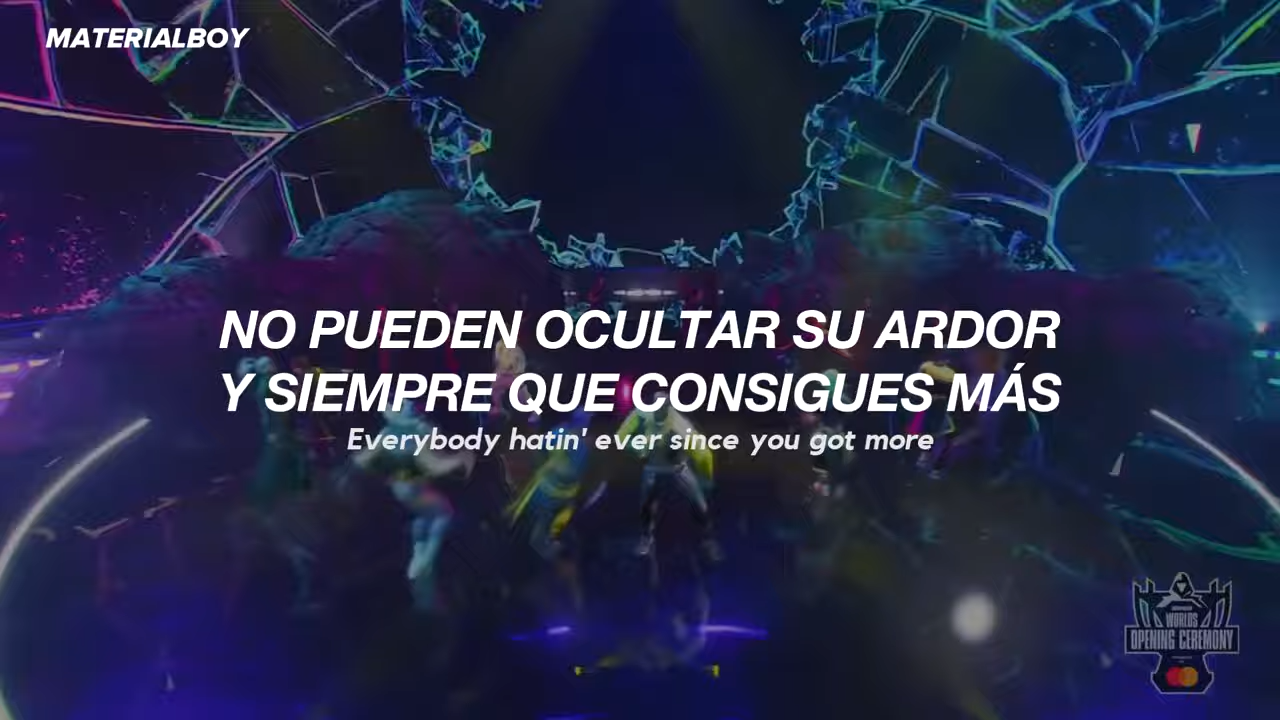 MATERIALBOY
NO PUEDEN OCULTAR SU ARDOR
Y SIEMPRE QUE CONSIGUES MÁS
Everybody hatin' ever since you got more
WORLDS
OPENING CEREMONY